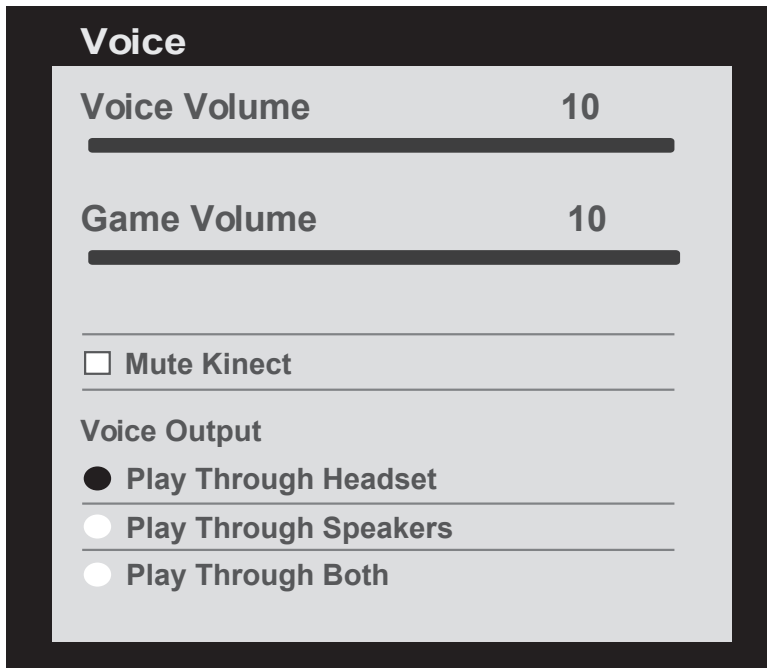 Voice
Voice Volume 10
Game Volume 10
Mute Kinect
Voice Output
Play Through Headset
Play Through Speakers
Play Through Both